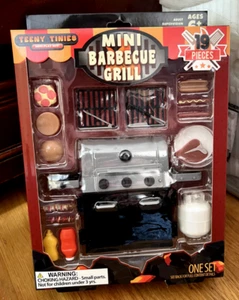 AGES
TEENY TINIES
6+
MINI
BARBECUE
GRILL
19
PIECES
WARNING:
CHOKING HAZARD - Small parts.
Not for children under 3 yrs.
ONE SET